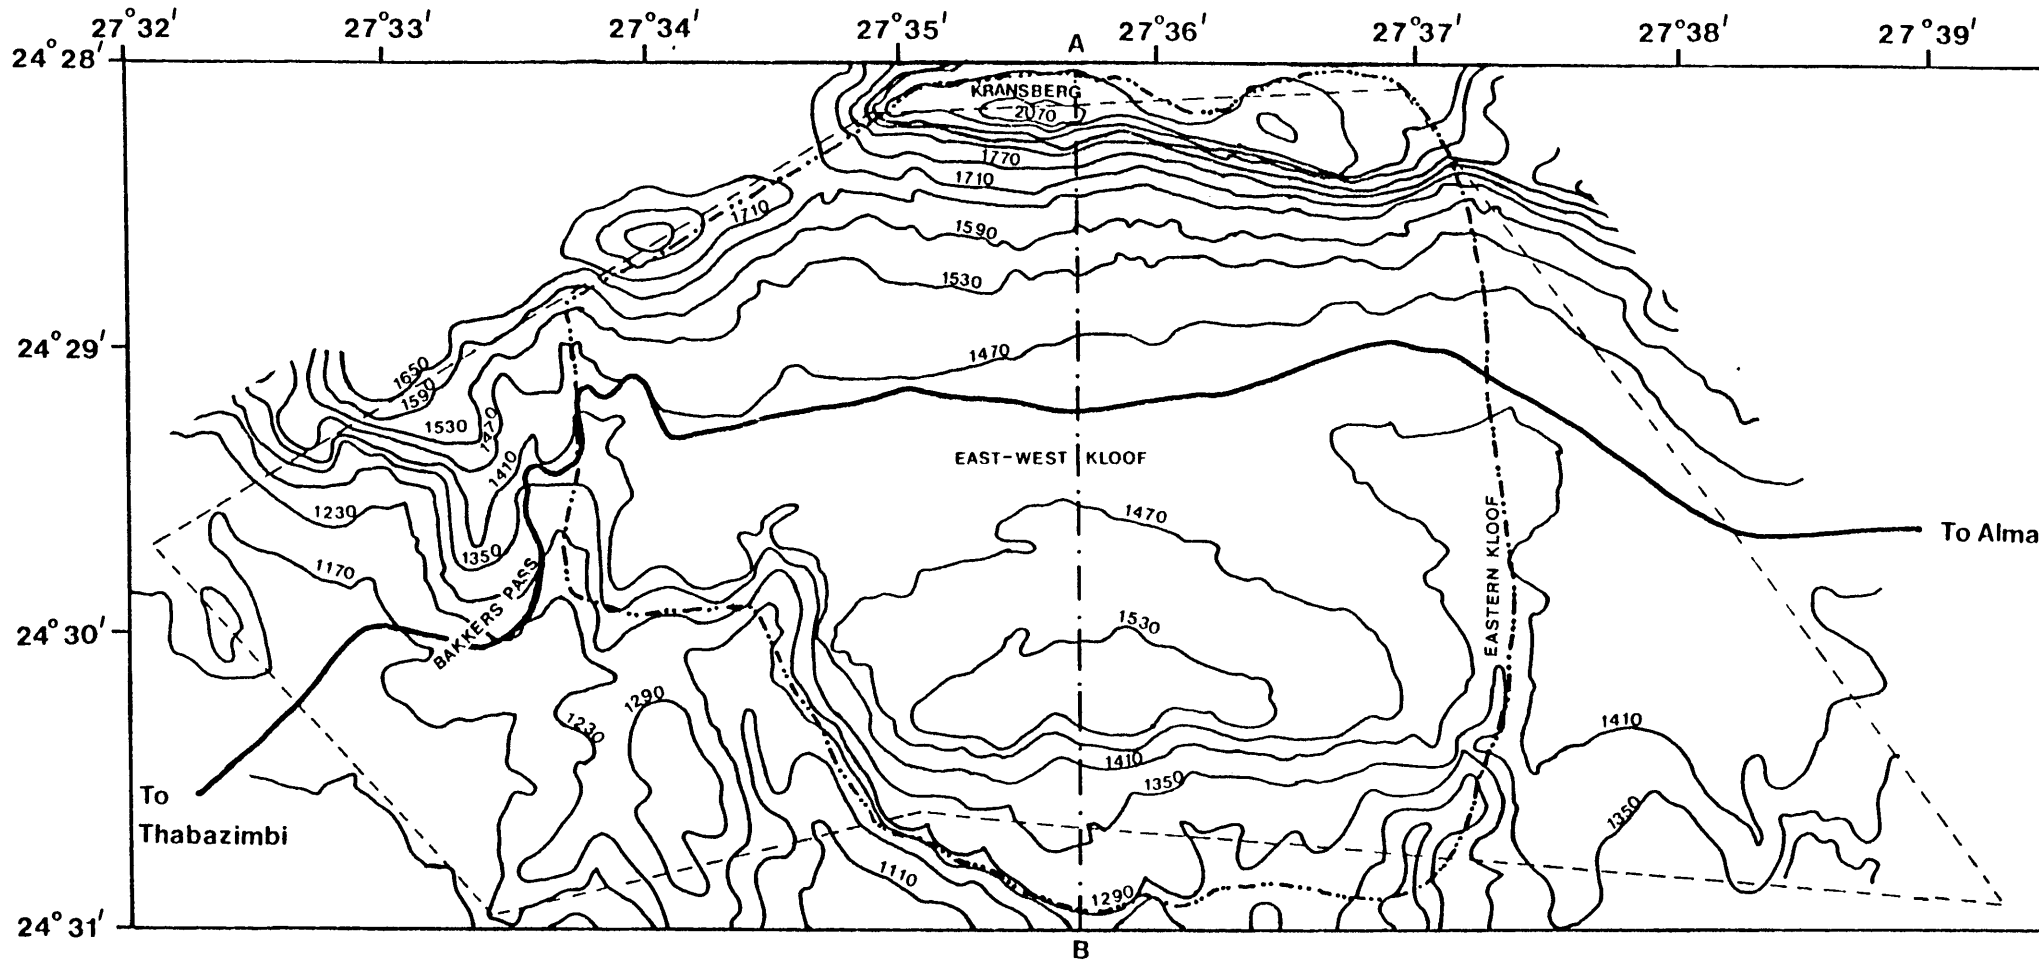 27°32' 27°33' 27°34' 27°35' 27°36' 27°37' 27°38' 27°39'
A
24°28'
KRANSBERG
2070
1770
1710
1710
1590
1530
24°29'
1470
1650
1590
1530
1470
1410
EAST-WEST KLOOF
1230
1470
EASTERN KLOOF
To Alma
1350
1170
BAKKERS PASS
24°30'
1530
1290
1230
1410
1410
1350
To
Thabazimbi
1350
1110
1290
24°31'
B